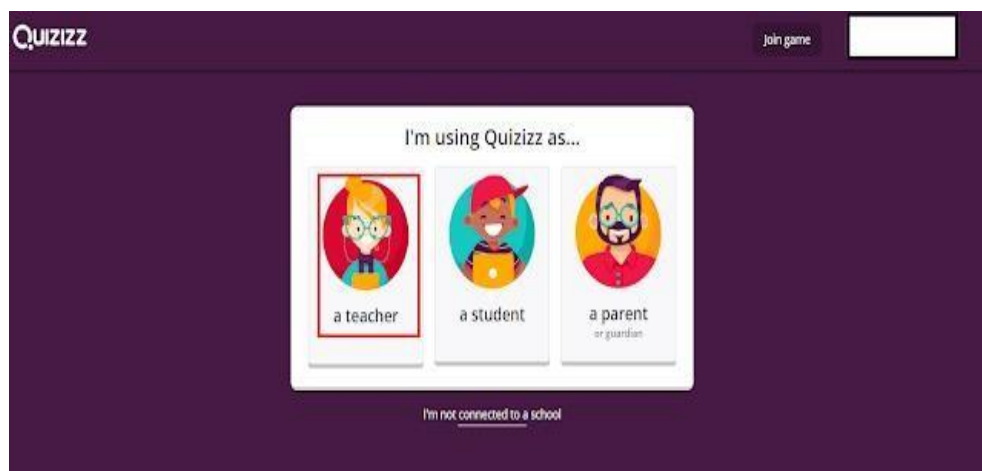 Quizizz
Join game
I'm using Quizizz as...
a teacher
a student
a parent
or guardian
I'm not connected to a school